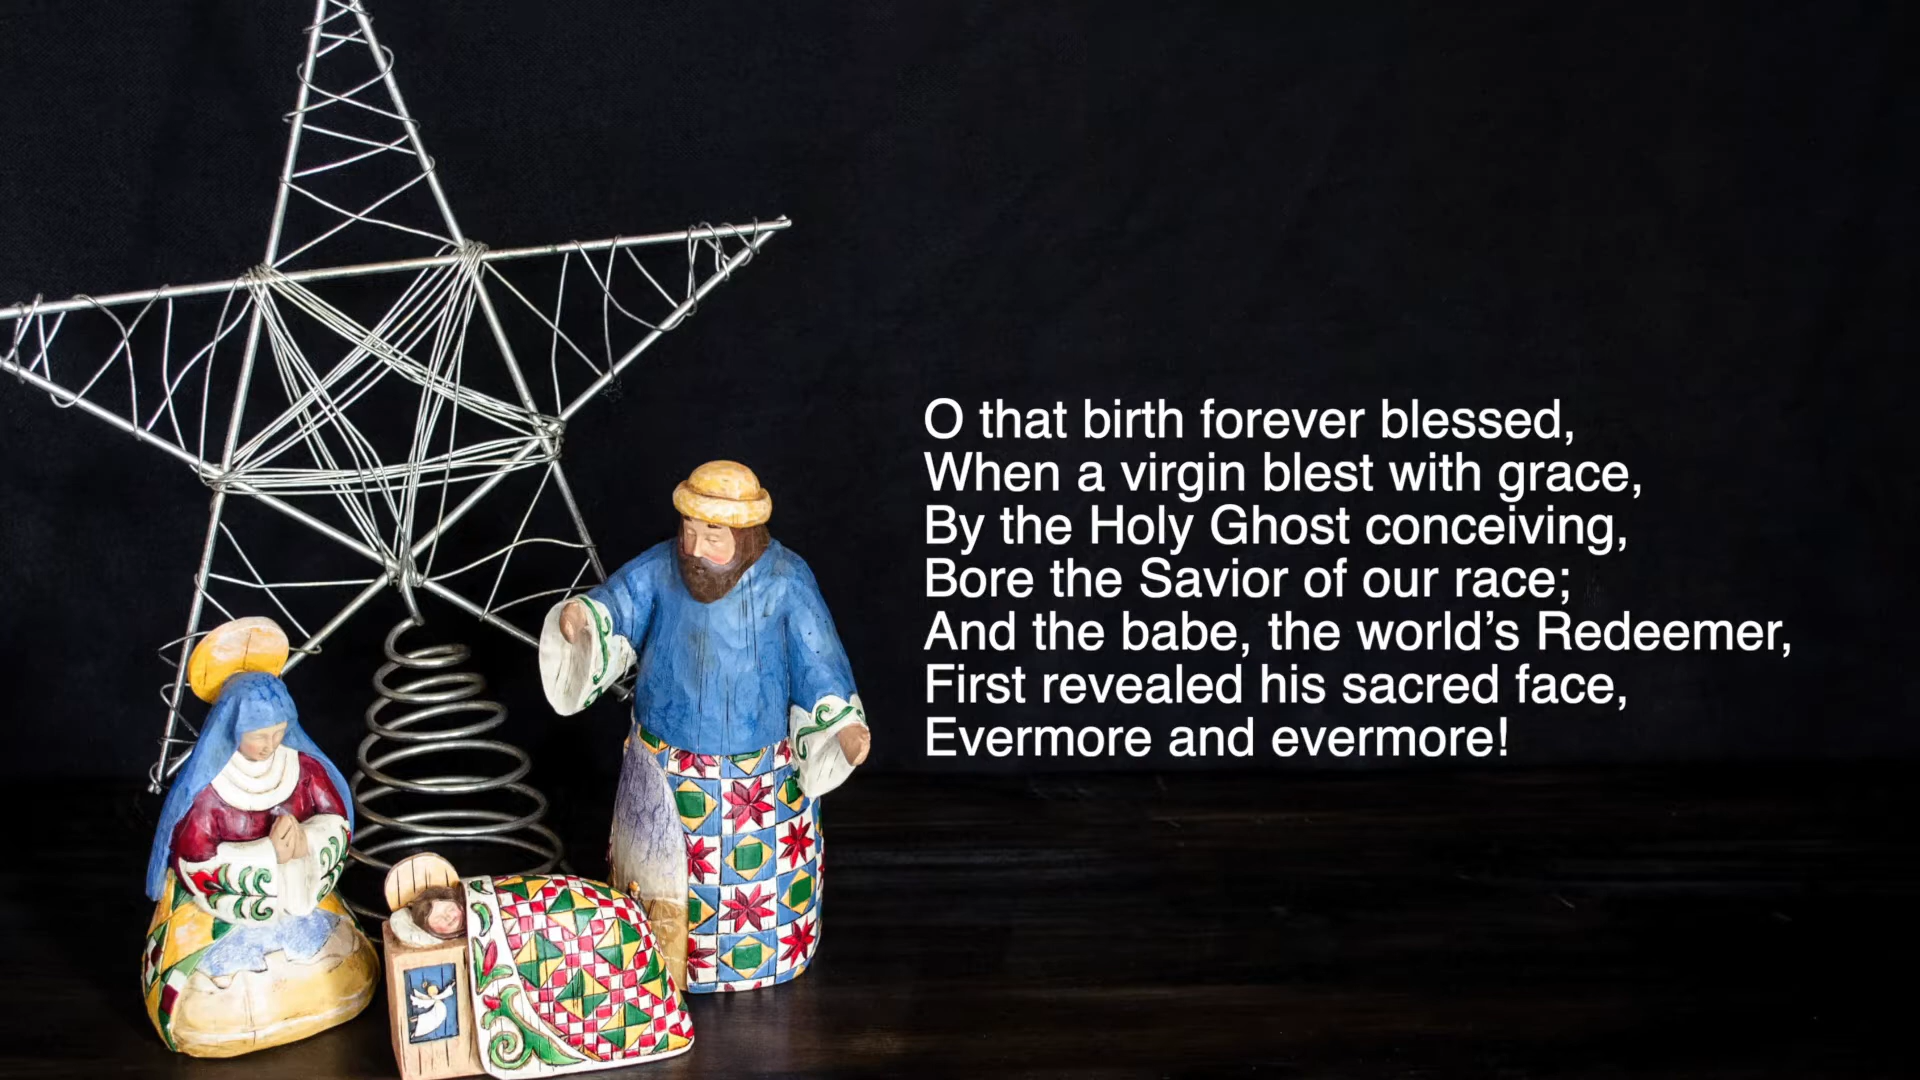 O that birth forever blessed,
When a virgin blest with grace,
By the Holy Ghost conceiving,
Bore the Savior of our race;
And the babe, the world’s Redeemer,
First revealed his sacred face,
Evermore and evermore!